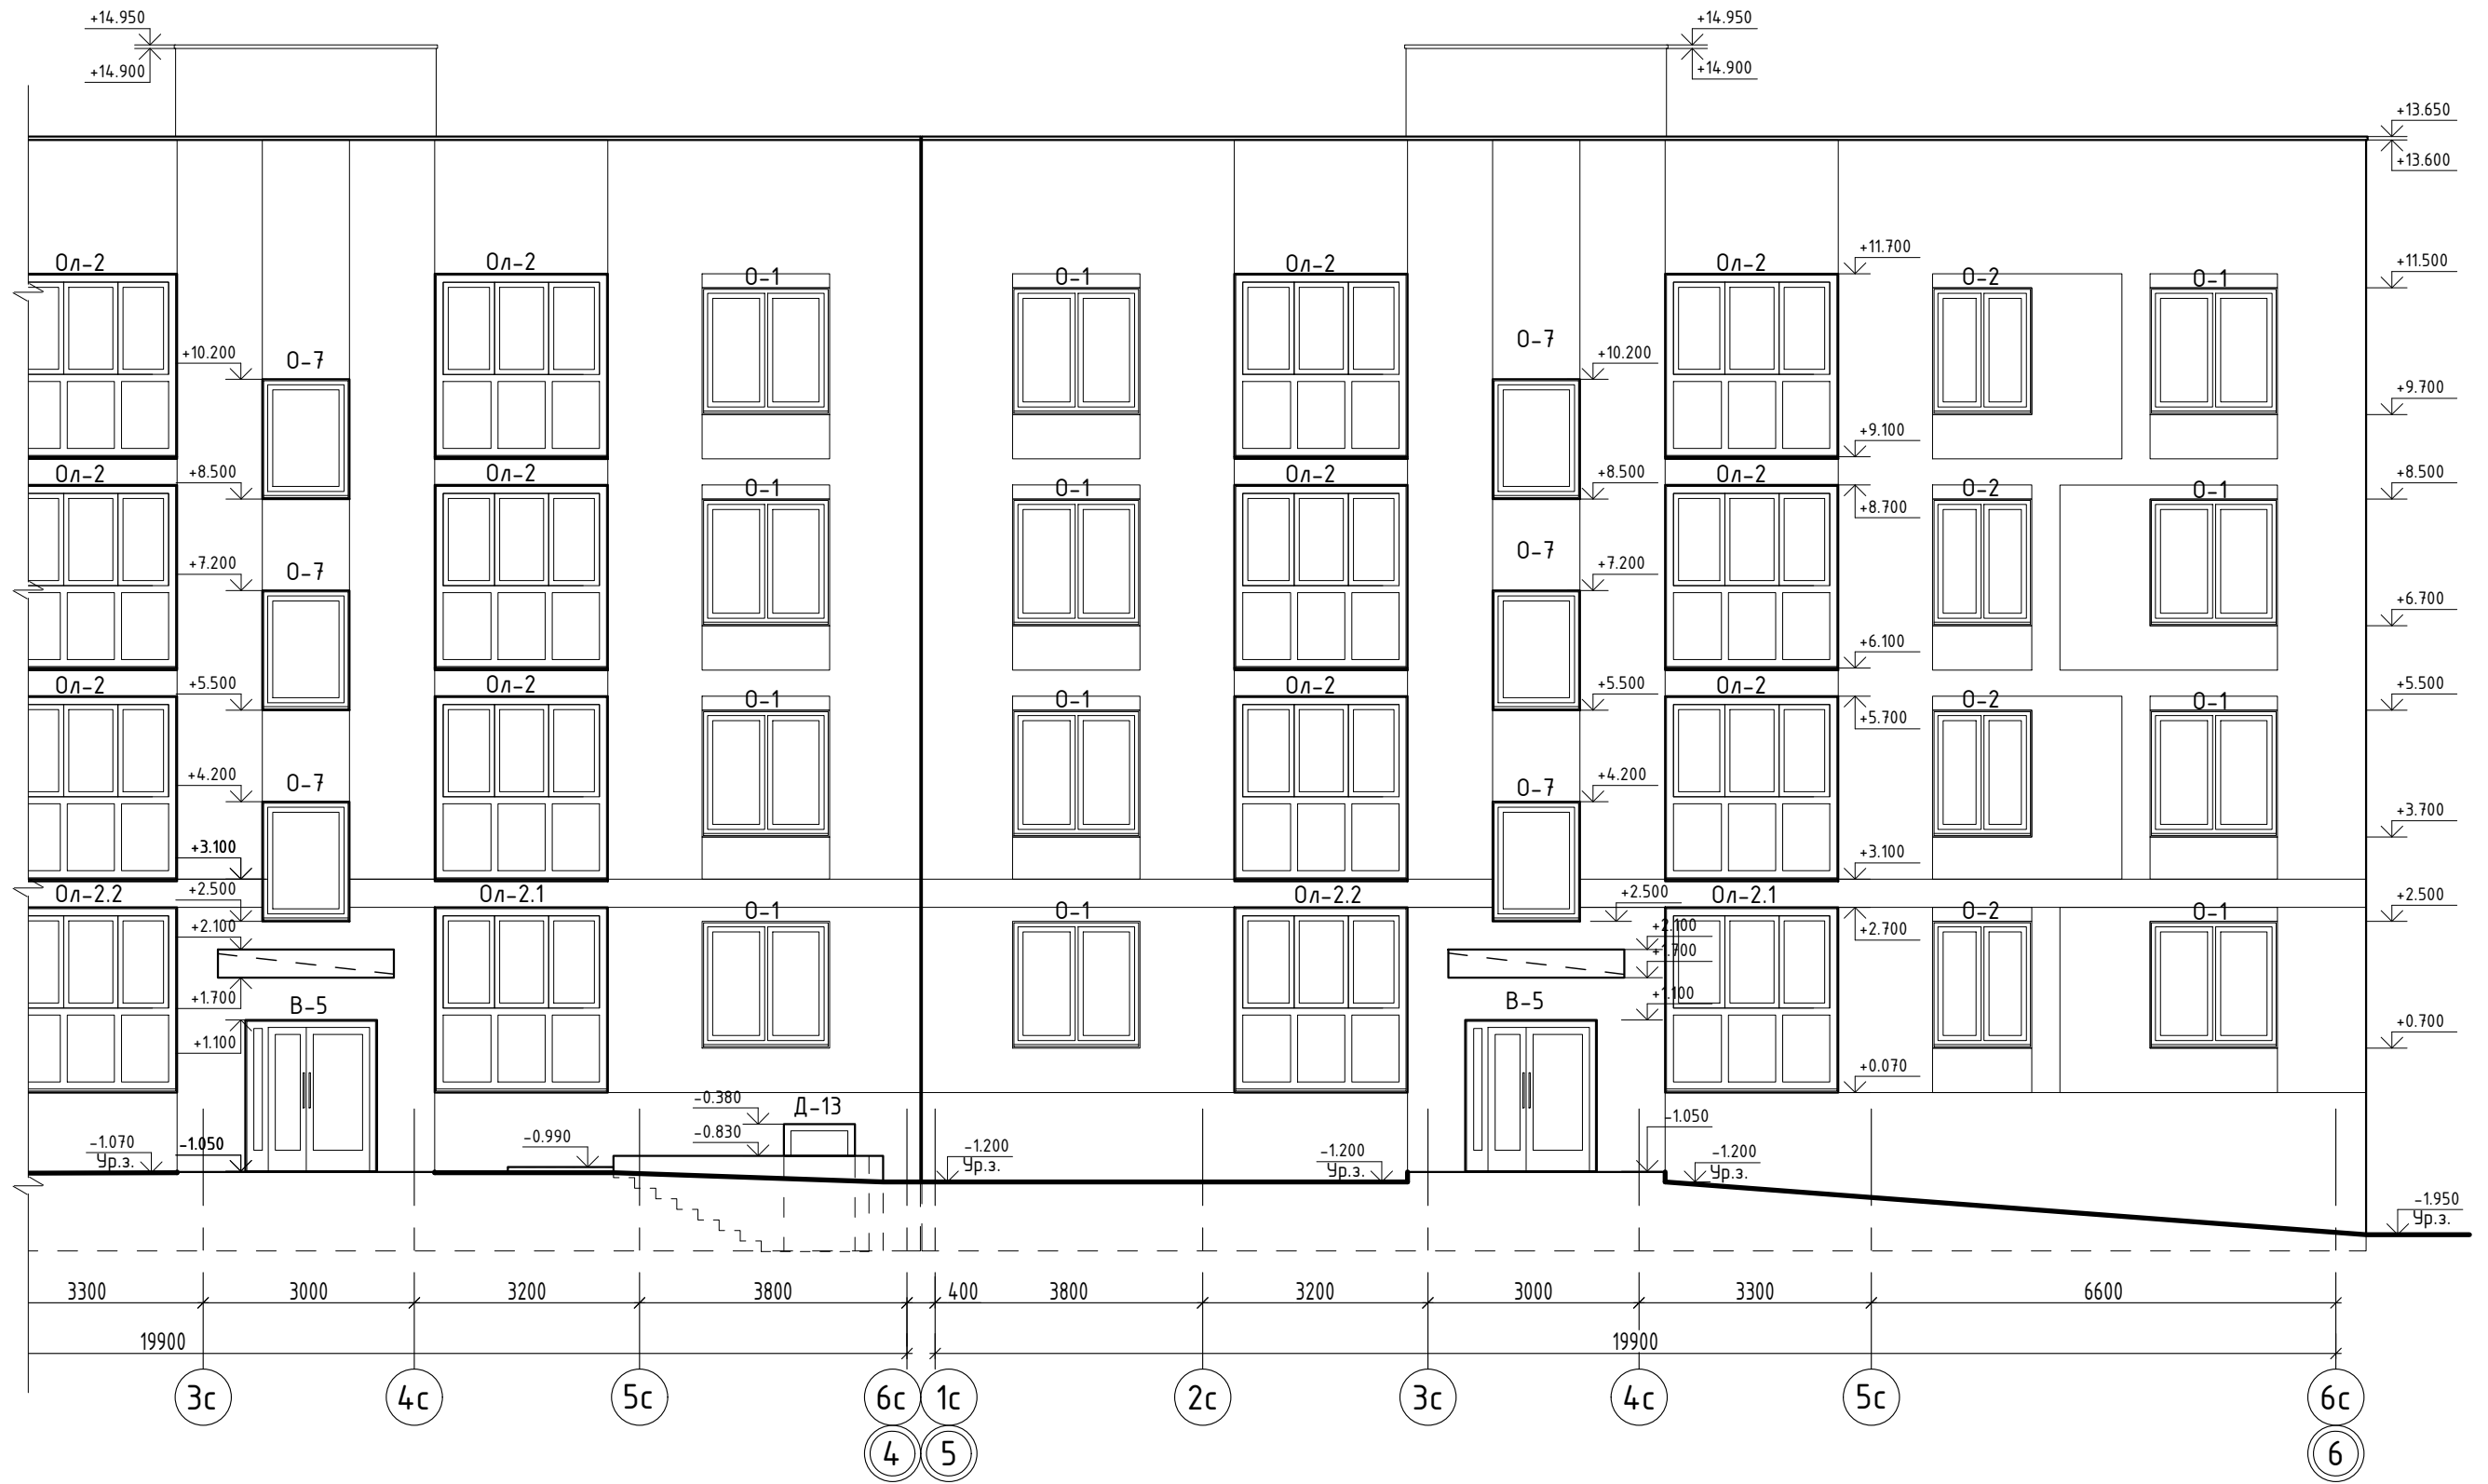 +14.950
+14.950
+14.900
+14.900
+13.650
+13.600
Ол-2
Ол-2
О-1
О-1
Ол-2
Ол-2
+11.700
О-2
О-1
+11.500
+10.200
О-7
О-7
+10.200
+9.700
+9.100
Ол-2
+8.500
Ол-2
О-1
О-1
Ол-2
+8.500
Ол-2
+8.700
О-2
О-1
+8.500
+7.200
О-7
О-7
+7.200
+6.700
+6.100
Ол-2
+5.500
Ол-2
О-1
О-1
Ол-2
+5.500
Ол-2
+5.700
О-2
О-1
+5.500
+4.200
О-7
О-7
+4.200
+3.700
+3.100
+3.100
Ол-2.2
+2.500
Ол-2.1
О-1
О-1
Ол-2.2
+2.500
Ол-2.1
+2.700
О-2
О-1
+2.500
+2.100
+2.100
+1.700
+1.700
В-5
В-5
+1.100
+1.100
+0.700
+0.070
-0.380
Д-13
-0.830
-0.990
-1.070
Ур.з.
-1.050
-1.200
Ур.з.
-1.200
Ур.з.
-1.050
-1.200
Ур.з.
-1.950
Ур.з.
3300
3000
3200
3800
400
3800
3200
3000
3300
6600
19900
19900
3с
4с
5с
6с
1с
2с
3с
4с
5с
6с
4
5
6